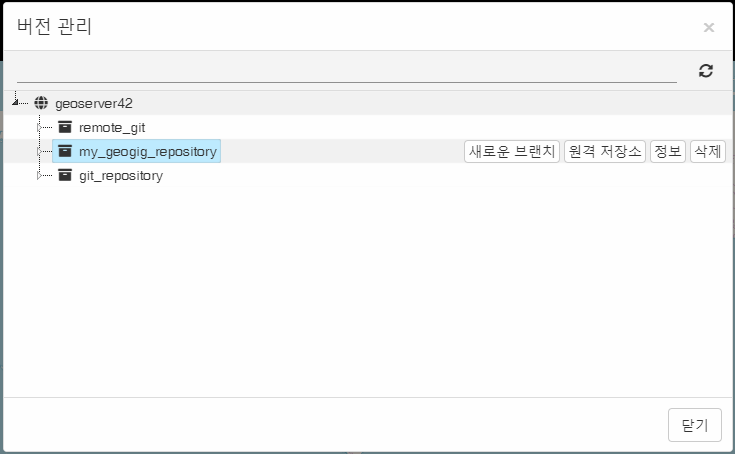 버전 관리 ×
geoserver42
remote_git
my_geogig_repository 새로운 브랜치 원격 저장소 정보 삭제
git_repository
닫기